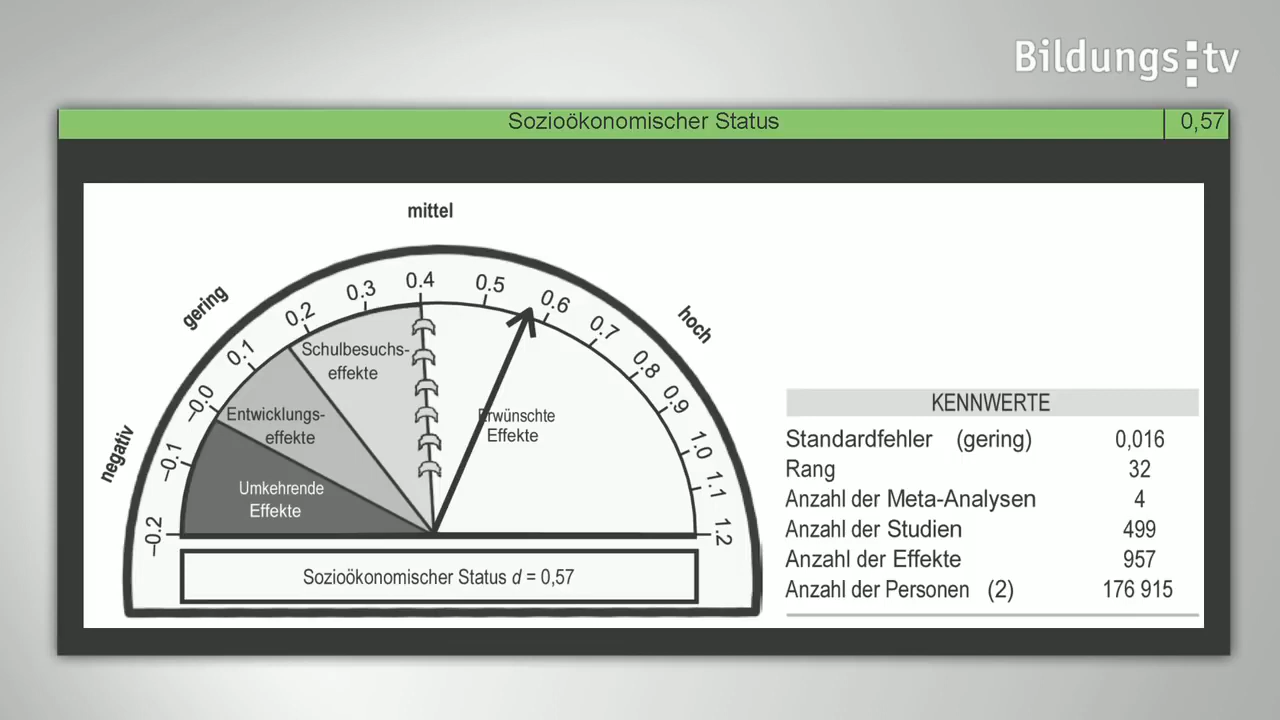 Bildungs:tv
Sozioökonomischer Status 0,57
mittel
gering
hoch
negativ
–0.2
–0.1
–0.0
0.1
0.2
0.3
0.4
0.5
0.6
0.7
0.8
0.9
1.0
1.1
1.2
Schulbesuchs-
effekte
Entwicklungs-
effekte
Umkehrende
Effekte
Erwünschte
Effekte
Sozioökonomischer Status d = 0,57
KENNWERTE
Standardfehler (gering) 0,016
Rang 32
Anzahl der Meta-Analysen 4
Anzahl der Studien 499
Anzahl der Effekte 957
Anzahl der Personen (2) 176 915